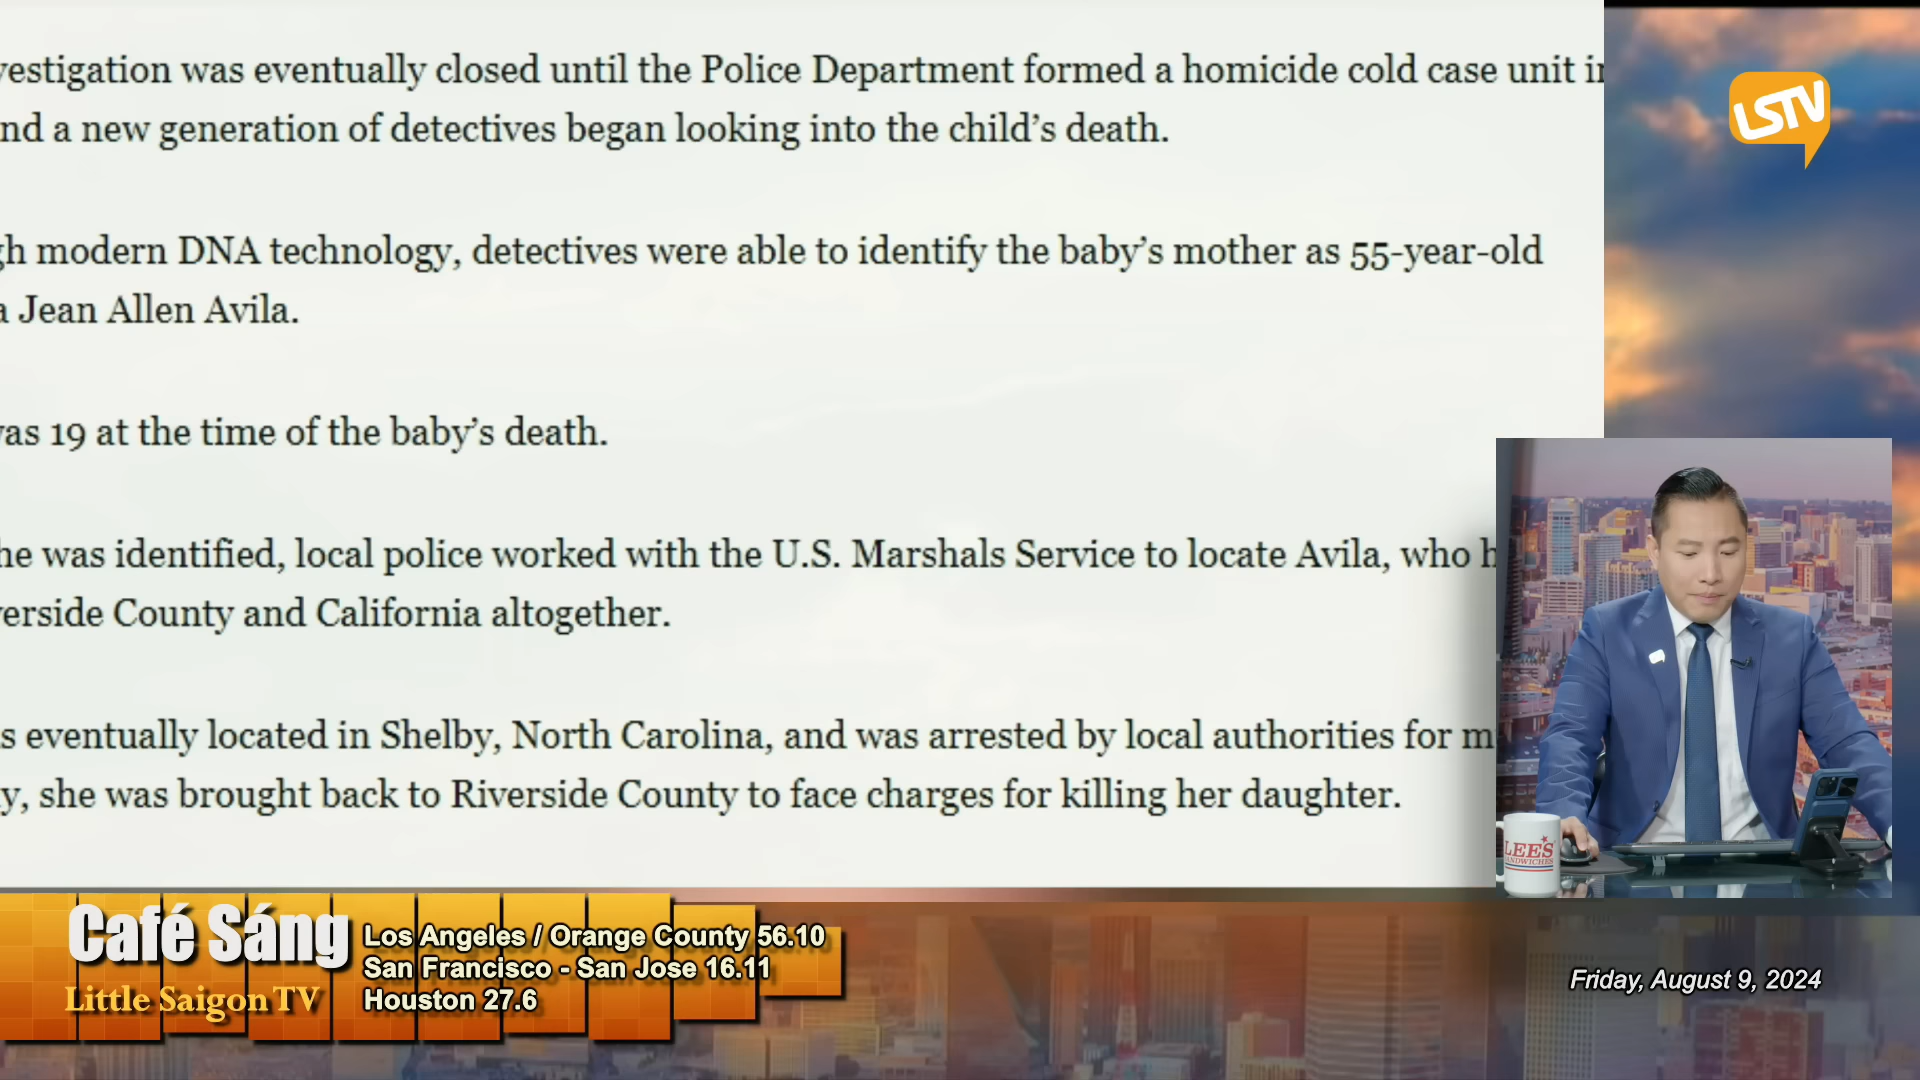 vestigation was eventually closed until the Police Department formed a homicide cold case unit in
nd a new generation of detectives began looking into the child's death.
gh modern DNA technology, detectives were able to identify the baby's mother as 55-year-old
a Jean Allen Avila.
was 19 at the time of the baby's death.
he was identified, local police worked with the U.S. Marshals Service to locate Avila, who h
verside County and California altogether.
s eventually located in Shelby, North Carolina, and was arrested by local authorities for m
y, she was brought back to Riverside County to face charges for killing her daughter.
LSTV
LEE'S
SANDWICHES
Café Sáng
Little Saigon TV
Los Angeles / Orange County 56.10
San Francisco - San Jose 16.11
Houston 27.6
Friday, August 9, 2024